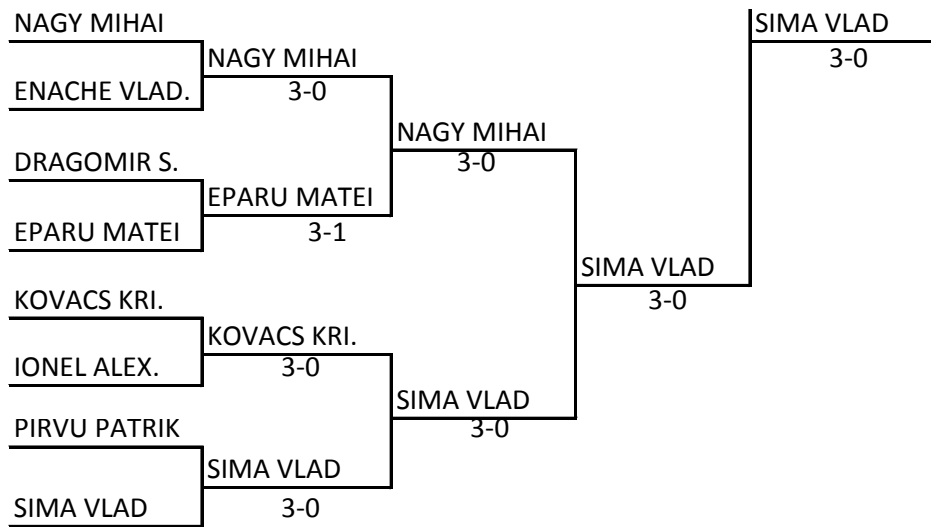 NAGY MIHAI
ENACHE VLAD.
DRAGOMIR S.
EPARU MATEI
KOVACS KRI.
IONEL ALEX.
PIRVU PATRIK
SIMA VLAD
NAGY MIHAI
3-0
EPARU MATEI
3-1
KOVACS KRI.
3-0
SIMA VLAD
3-0
NAGY MIHAI
3-0
SIMA VLAD
3-0
SIMA VLAD
3-0
SIMA VLAD
3-0